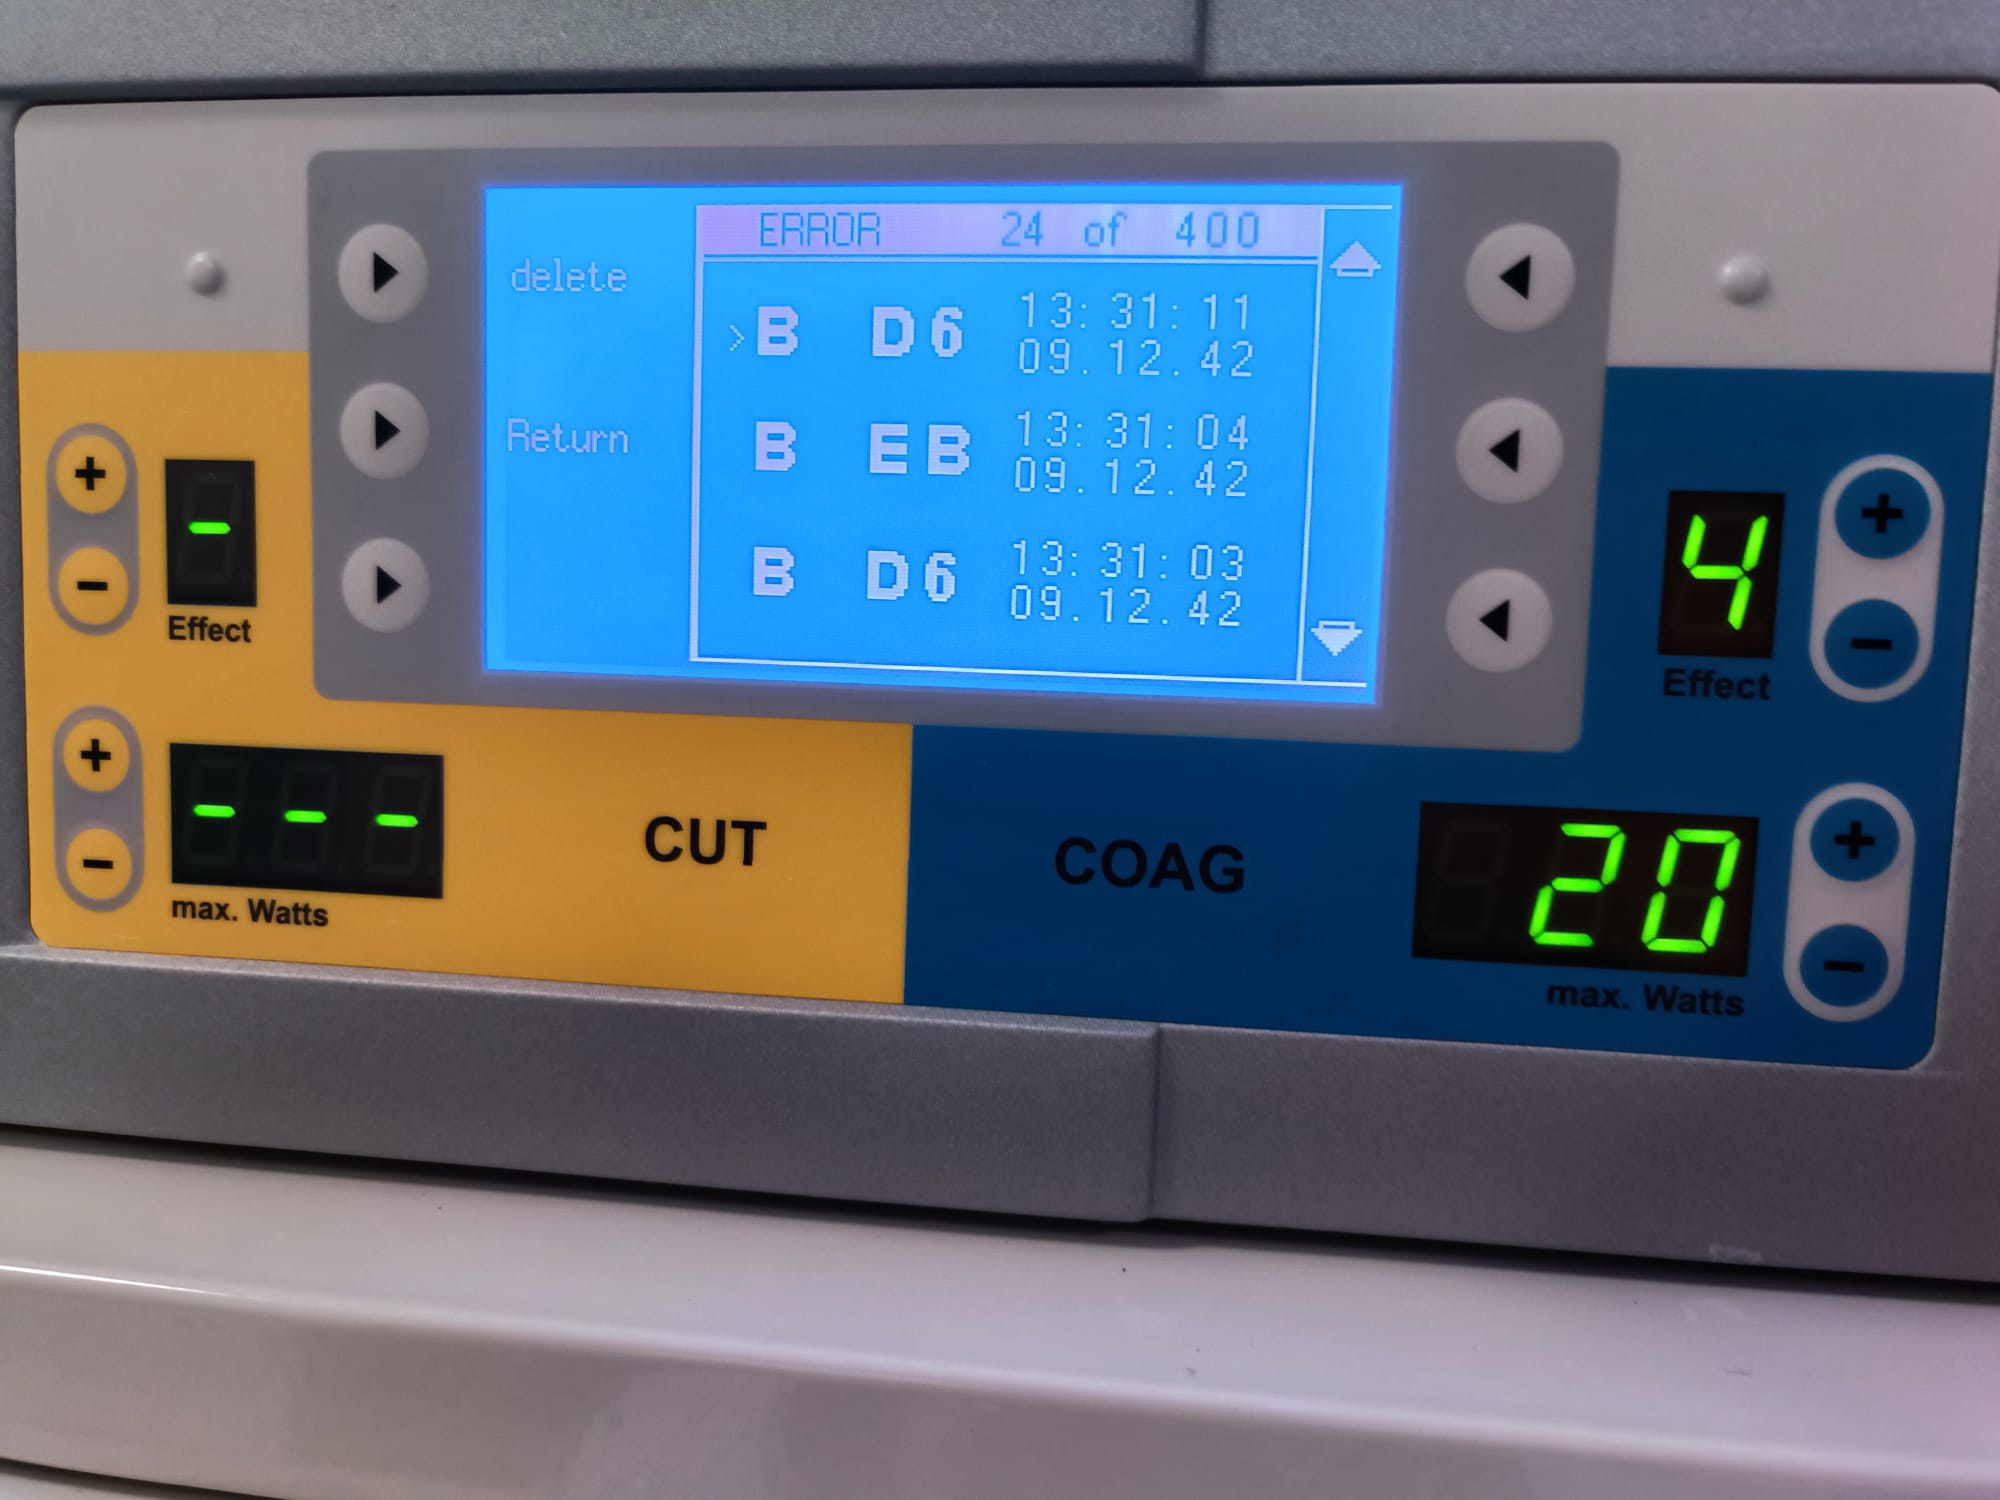 ERROR 24 of 400
delete
>B D6 13:31:11
09.12.42
Return
B EB 13:31:04
09.12.42
B D6 13:31:03
09.12.42
+
-
-
Effect
4
+
-
Effect
+
-
---
max. Watts
CUT
COAG
20
+
-
max. Watts